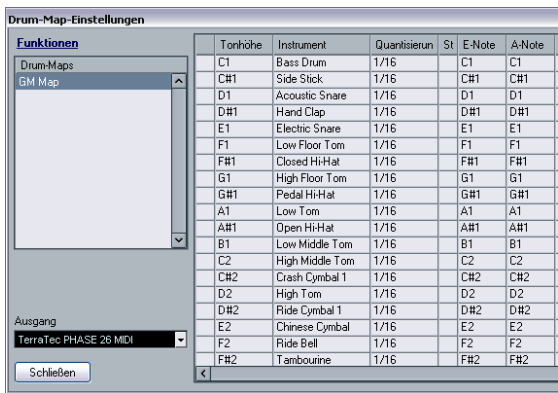 Drum-Map-Einstellungen
Funktionen
Drum-Maps
GM Map
Ausgang
TerraTec PHASE 26 MIDI
Schließen
Tonhöhe Instrument Quantisierun St E-Note A-Note
C1 Bass Drum 1/16 C1 C1
C#1 Side Stick 1/16 C#1 C#1
D1 Acoustic Snare 1/16 D1 D1
D#1 Hand Clap 1/16 D#1 D#1
E1 Electric Snare 1/16 E1 E1
F1 Low Floor Tom 1/16 F1 F1
F#1 Closed Hi-Hat 1/16 F#1 F#1
G1 High Floor Tom 1/16 G1 G1
G#1 Pedal Hi-Hat 1/16 G#1 G#1
A1 Low Tom 1/16 A1 A1
A#1 Open Hi-Hat 1/16 A#1 A#1
B1 Low Middle Tom 1/16 B1 B1
C2 High Middle Tom 1/16 C2 C2
C#2 Crash Cymbal 1 1/16 C#2 C#2
D2 High Tom 1/16 D2 D2
D#2 Ride Cymbal 1 1/16 D#2 D#2
E2 Chinese Cymbal 1/16 E2 E2
F2 Ride Bell 1/16 F2 F2
F#2 Tambourine 1/16 F#2 F#2